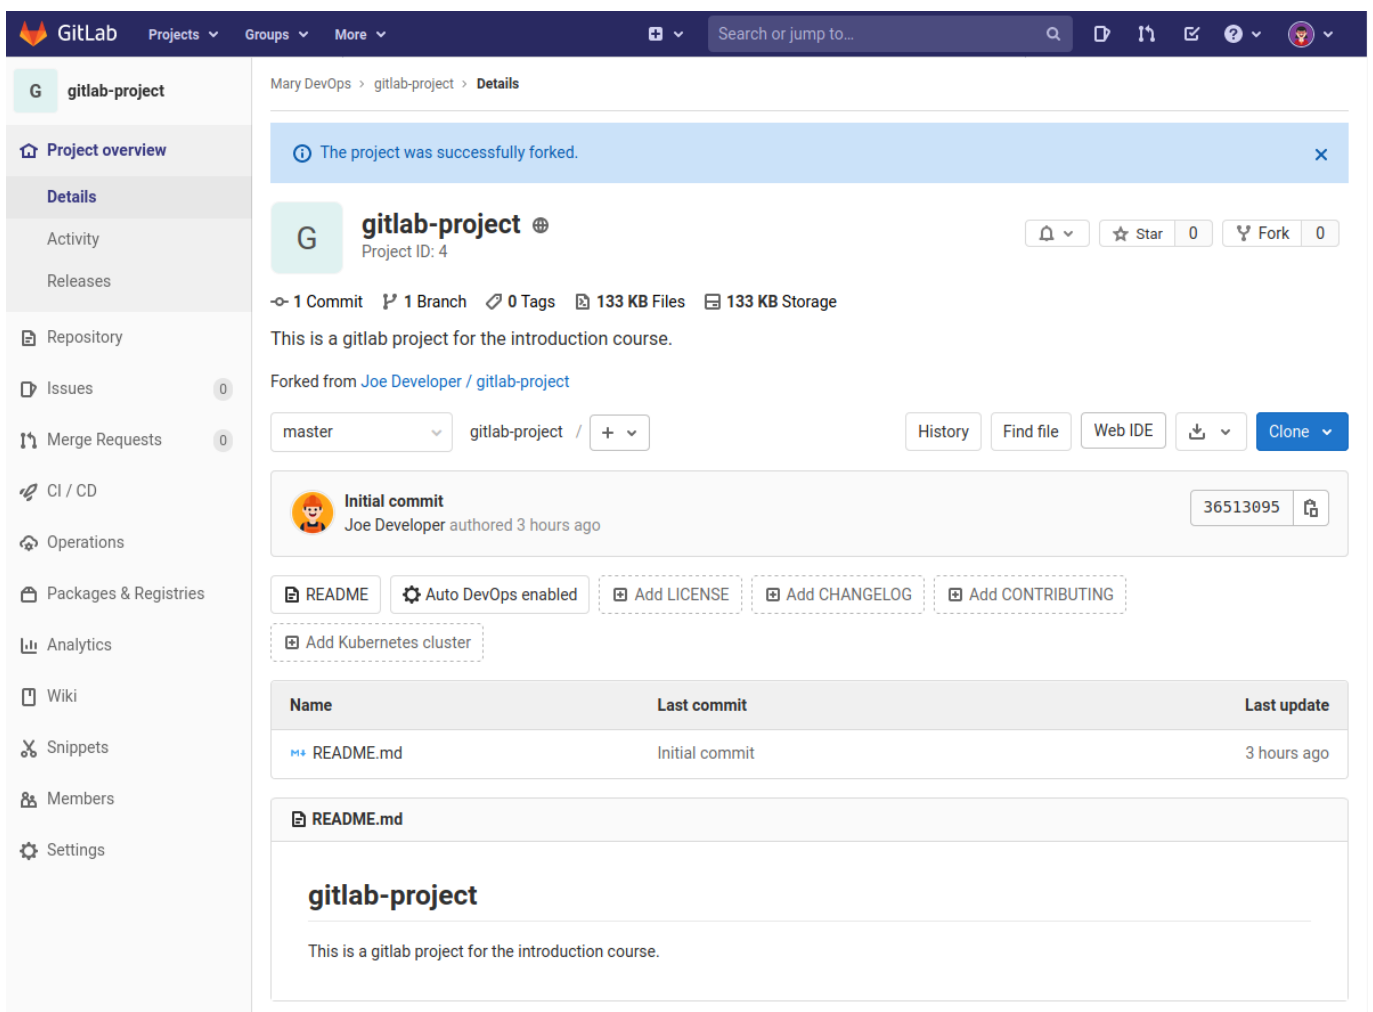 GitLab Projects Groups More Search or jump to...
G gitlab-project
Project overview
Details
Activity
Releases
Repository
Issues 0
Merge Requests 0
CI / CD
Operations
Packages & Registries
Analytics
Wiki
Snippets
Members
Settings
Mary DevOps > gitlab-project > Details
The project was successfully forked.
G
gitlab-project
Project ID: 4
Star 0 Fork 0
1 Commit 1 Branch 0 Tags 133 KB Files 133 KB Storage
This is a gitlab project for the introduction course.
Forked from Joe Developer / gitlab-project
master gitlab-project / + History Find file Web IDE Clone
Initial commit
Joe Developer authored 3 hours ago
36513095
README Auto DevOps enabled Add LICENSE Add CHANGELOG Add CONTRIBUTING
Add Kubernetes cluster
Name Last commit Last update
README.md Initial commit 3 hours ago
README.md
gitlab-project
This is a gitlab project for the introduction course.